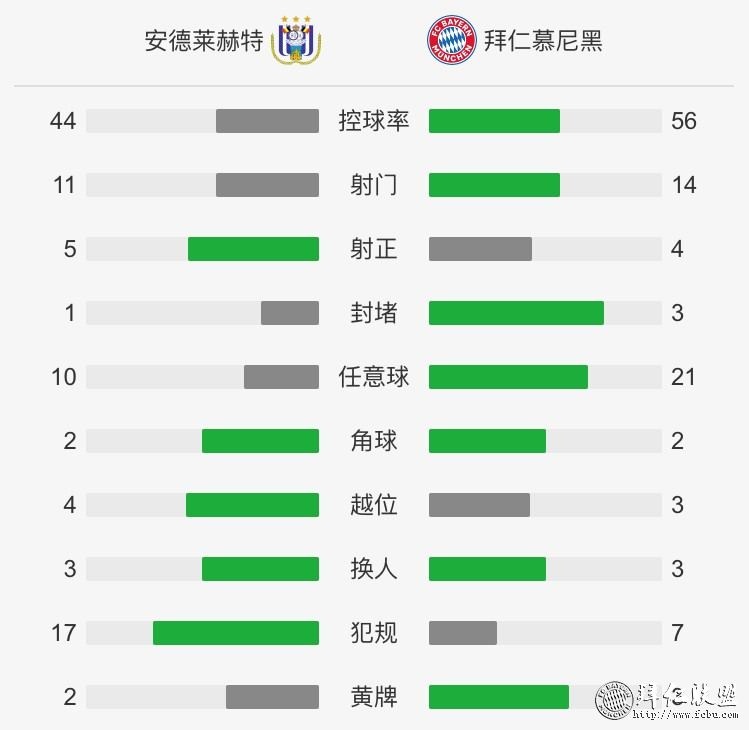 安德莱赫特 FC BAYERN MÜNCHEN 拜仁慕尼黑
44 控球率 56
11 射门 14
5 射正 4
1 封堵 3
10 任意球 21
2 角球 2
4 越位 3
3 换人 3
17 犯规 7
2 黄牌
拜仁联盟
http://www.fcbu.com